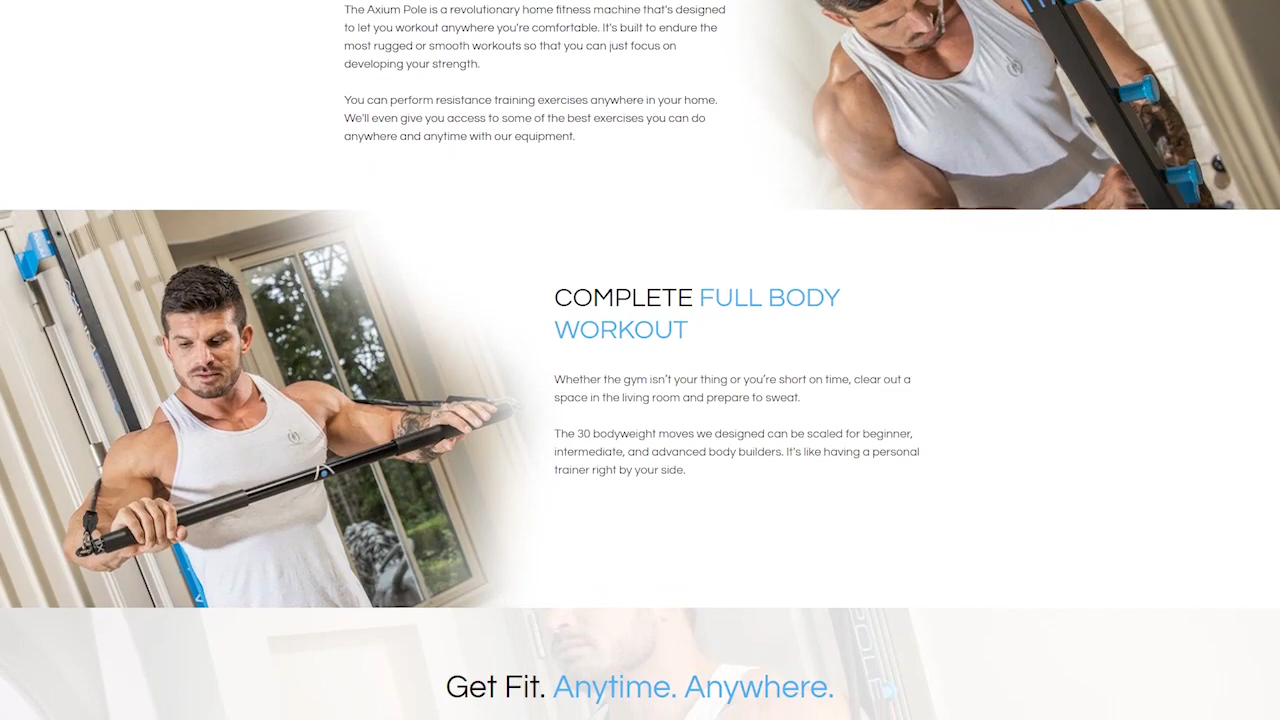 The Axium Pole is a revolutionary home fitness machine that's designed
to let you workout anywhere you're comfortable. It's built to endure the
most rugged or smooth workouts so that you can just focus on
developing your strength.
You can perform resistance training exercises anywhere in your home.
We'll even give you access to some of the best exercises you can do
anywhere and anytime with our equipment.
COMPLETE FULL BODY
WORKOUT
Whether the gym isn’t your thing or you’re short on time, clear out a
space in the living room and prepare to sweat.
The 30 bodyweight moves we designed can be scaled for beginner,
intermediate, and advanced body builders. It's like having a personal
trainer right by your side.
Get Fit. Anytime. Anywhere.